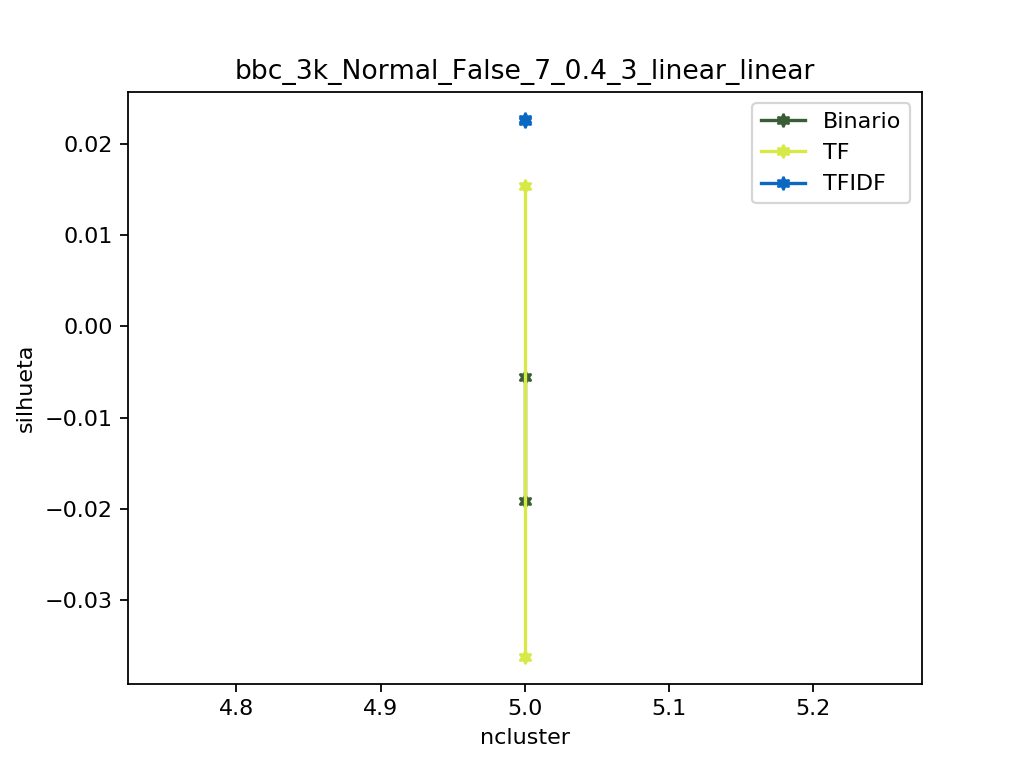 bbc_3k_Normal_False_7_0.4_3_linear_linear
Binario
TF
TFIDF
0.02
0.01
0.00
−0.01
−0.02
−0.03
silhueta
4.8 4.9 5.0 5.1 5.2
ncluster